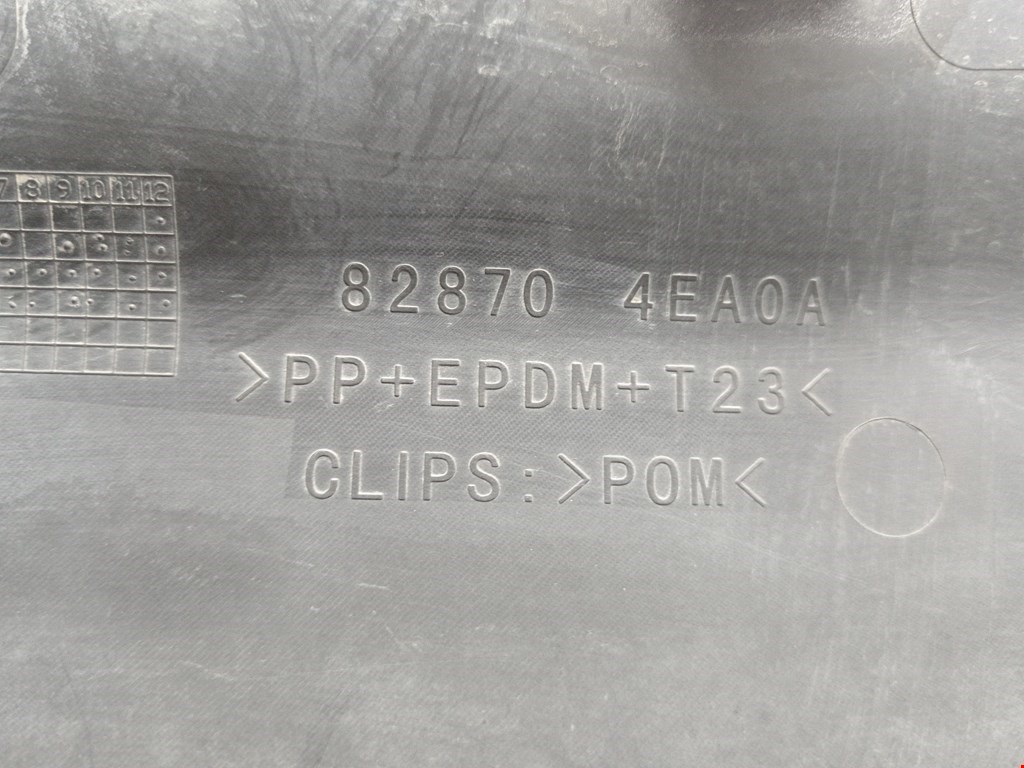 7 8 9 10 11 12
82870 4EA0A
>PP+EPDM+T23<
CLIPS:>POM<